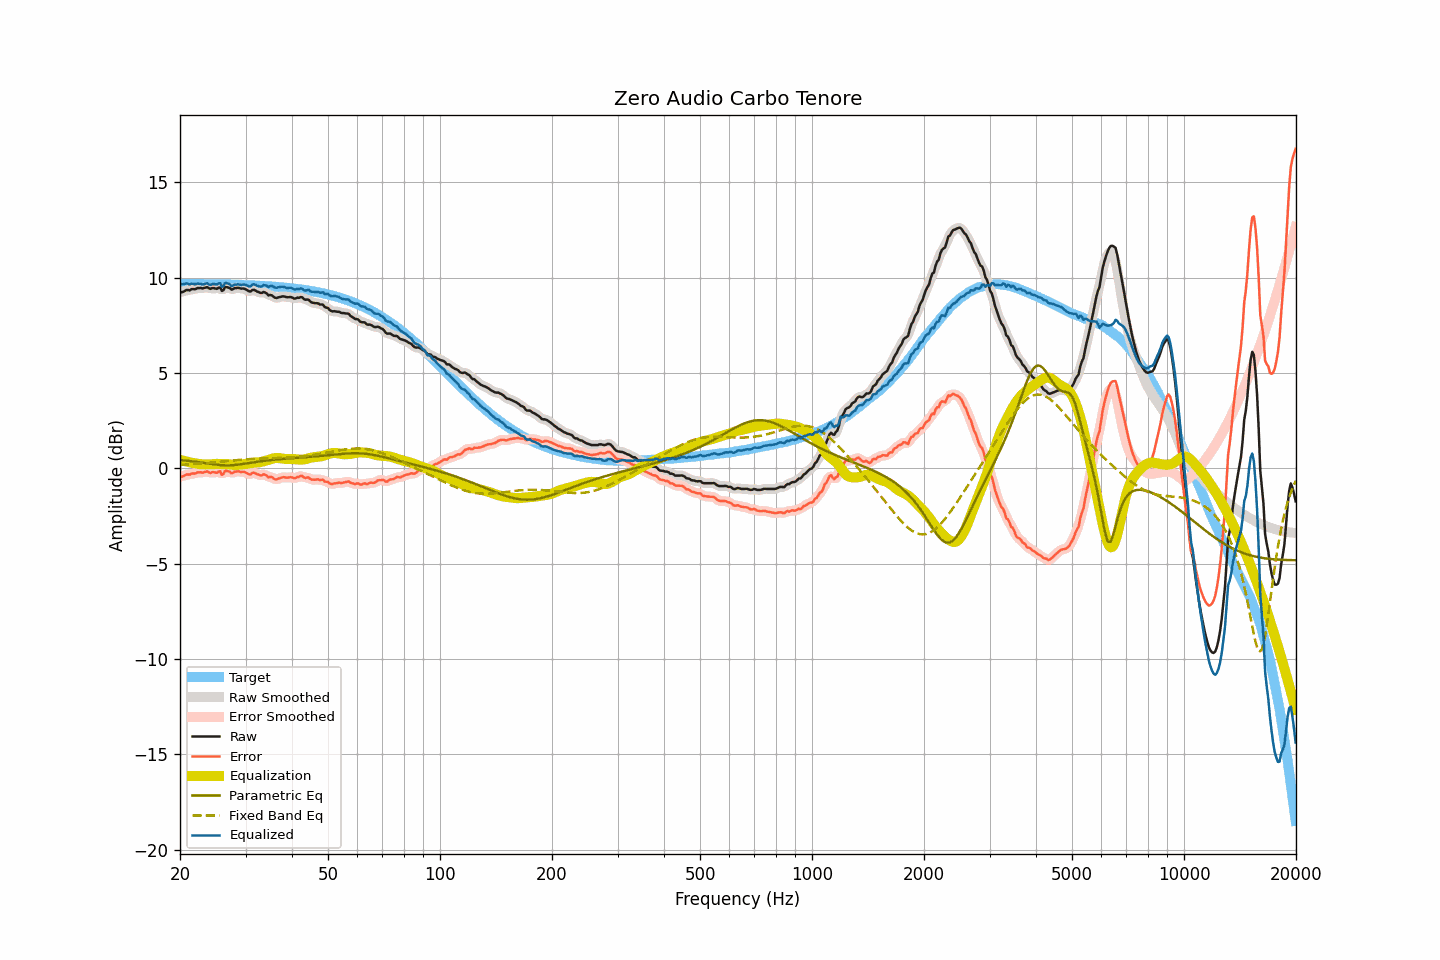 Zero Audio Carbo Tenore
Amplitude (dBr)
15
10
5
0
−5
−10
−15
−20
Target
Raw Smoothed
Error Smoothed
Raw
Error
Equalization
Parametric Eq
Fixed Band Eq
Equalized
20 50 100 200 500 1000 2000 5000 10000 20000
Frequency (Hz)